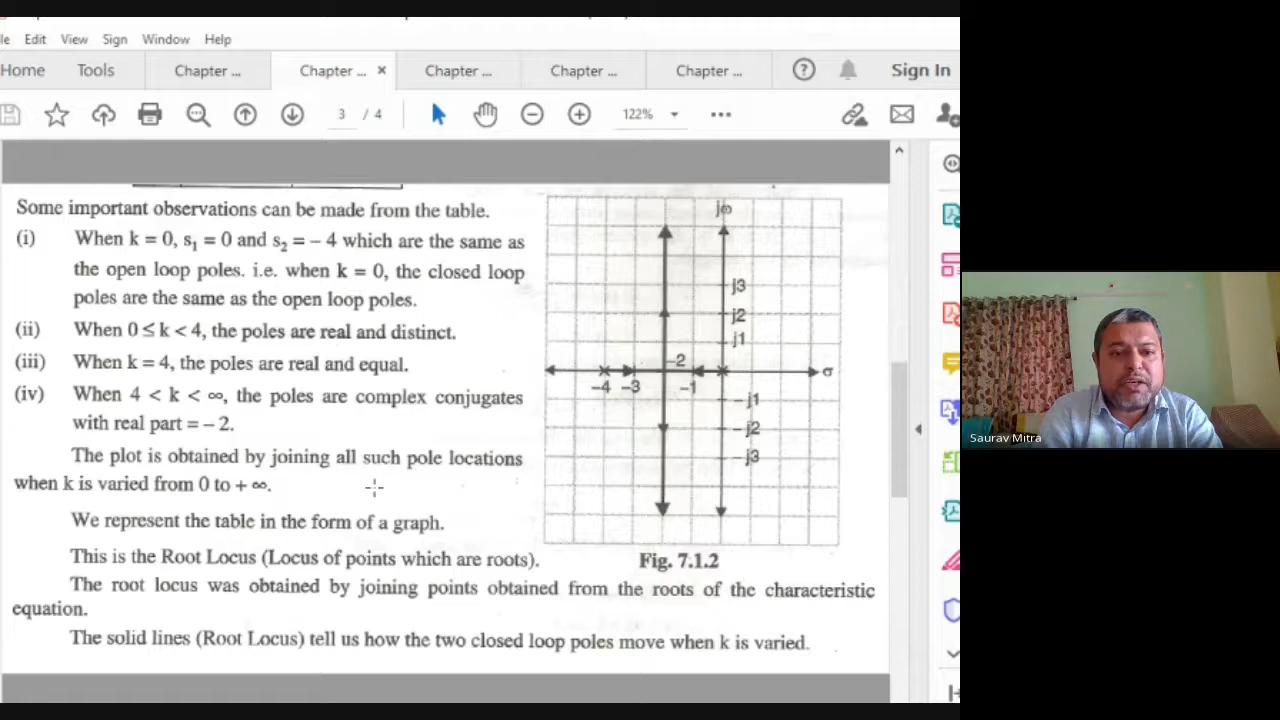 le Edit View Sign Window Help
Home Tools Chapter ... Chapter ... × Chapter ... Chapter ... Chapter ... ? Sign In
3 / 4 122% ...
Some important observations can be made from the table.
(i) When k = 0, s₁ = 0 and s₂ = – 4 which are the same as
the open loop poles. i.e. when k = 0, the closed loop
poles are the same as the open loop poles.
(ii) When 0 ≤ k < 4, the poles are real and distinct.
(iii) When k = 4, the poles are real and equal.
(iv) When 4 < k < ∞, the poles are complex conjugates
with real part = – 2.
The plot is obtained by joining all such pole locations
when k is varied from 0 to + ∞.
We represent the table in the form of a graph.
This is the Root Locus (Locus of points which are roots).
jω
j3
j2
j1
–2
σ
–4 –3 –1
– j1
– j2
– j3
Fig. 7.1.2
The root locus was obtained by joining points obtained from the roots of the characteristic
equation.
The solid lines (Root Locus) tell us how the two closed loop poles move when k is varied.
Saurav Mitra